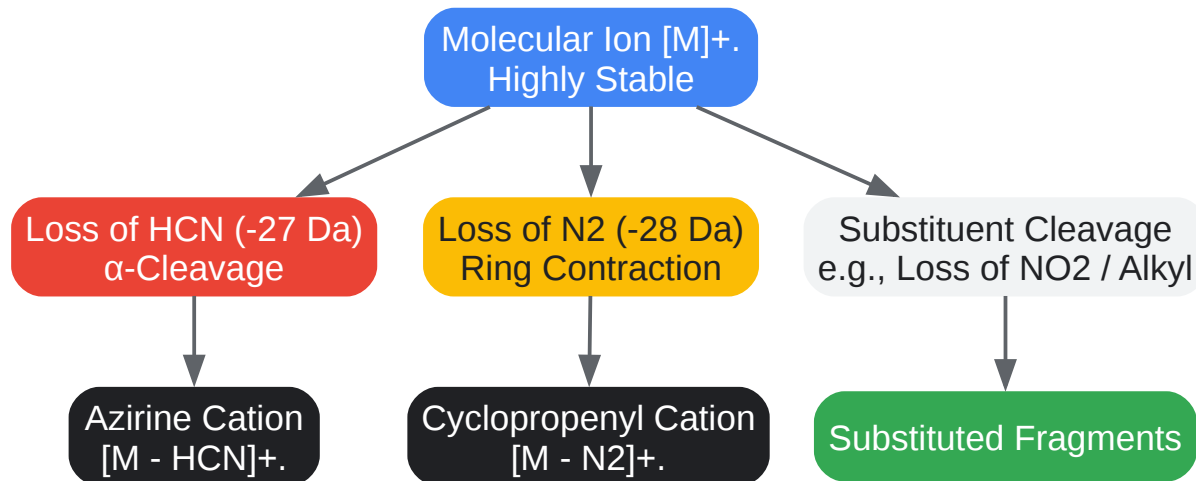 Molecular Ion [M]+.
Highly Stable
Loss of HCN (-27 Da)
α-Cleavage
Loss of N2 (-28 Da)
Ring Contraction
Substituent Cleavage
e.g., Loss of NO2 / Alkyl
Azirine Cation
[M - HCN]+.
Cyclopropenyl Cation
[M - N2]+.
Substituted Fragments